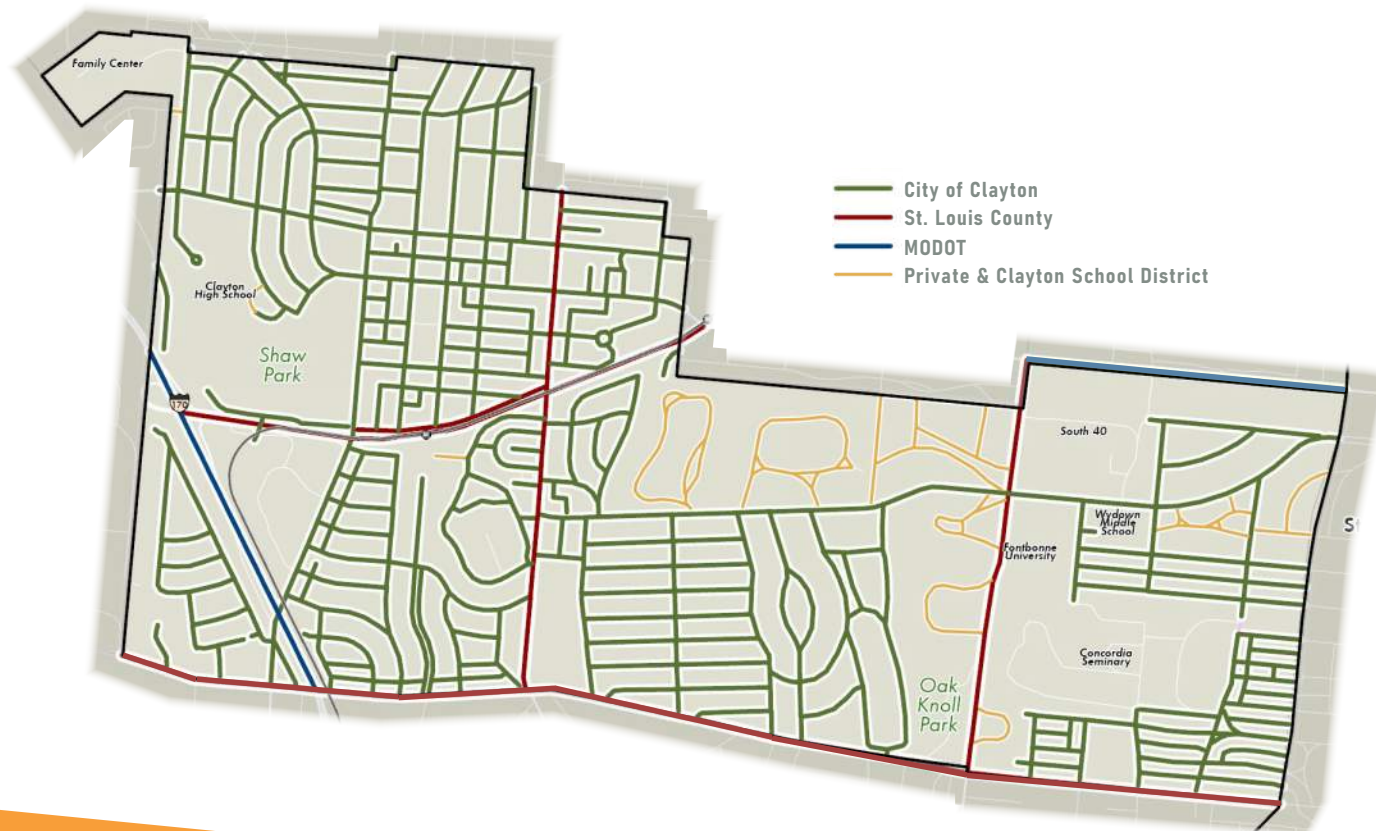 Family Center
City of Clayton
St. Louis County
MODOT
Private & Clayton School District
Clayton
High School
Shaw
Park
170
South 40
Wydown
Middle
School
St
Fontbonne
University
Concordia
Seminary
Oak
Knoll
Park